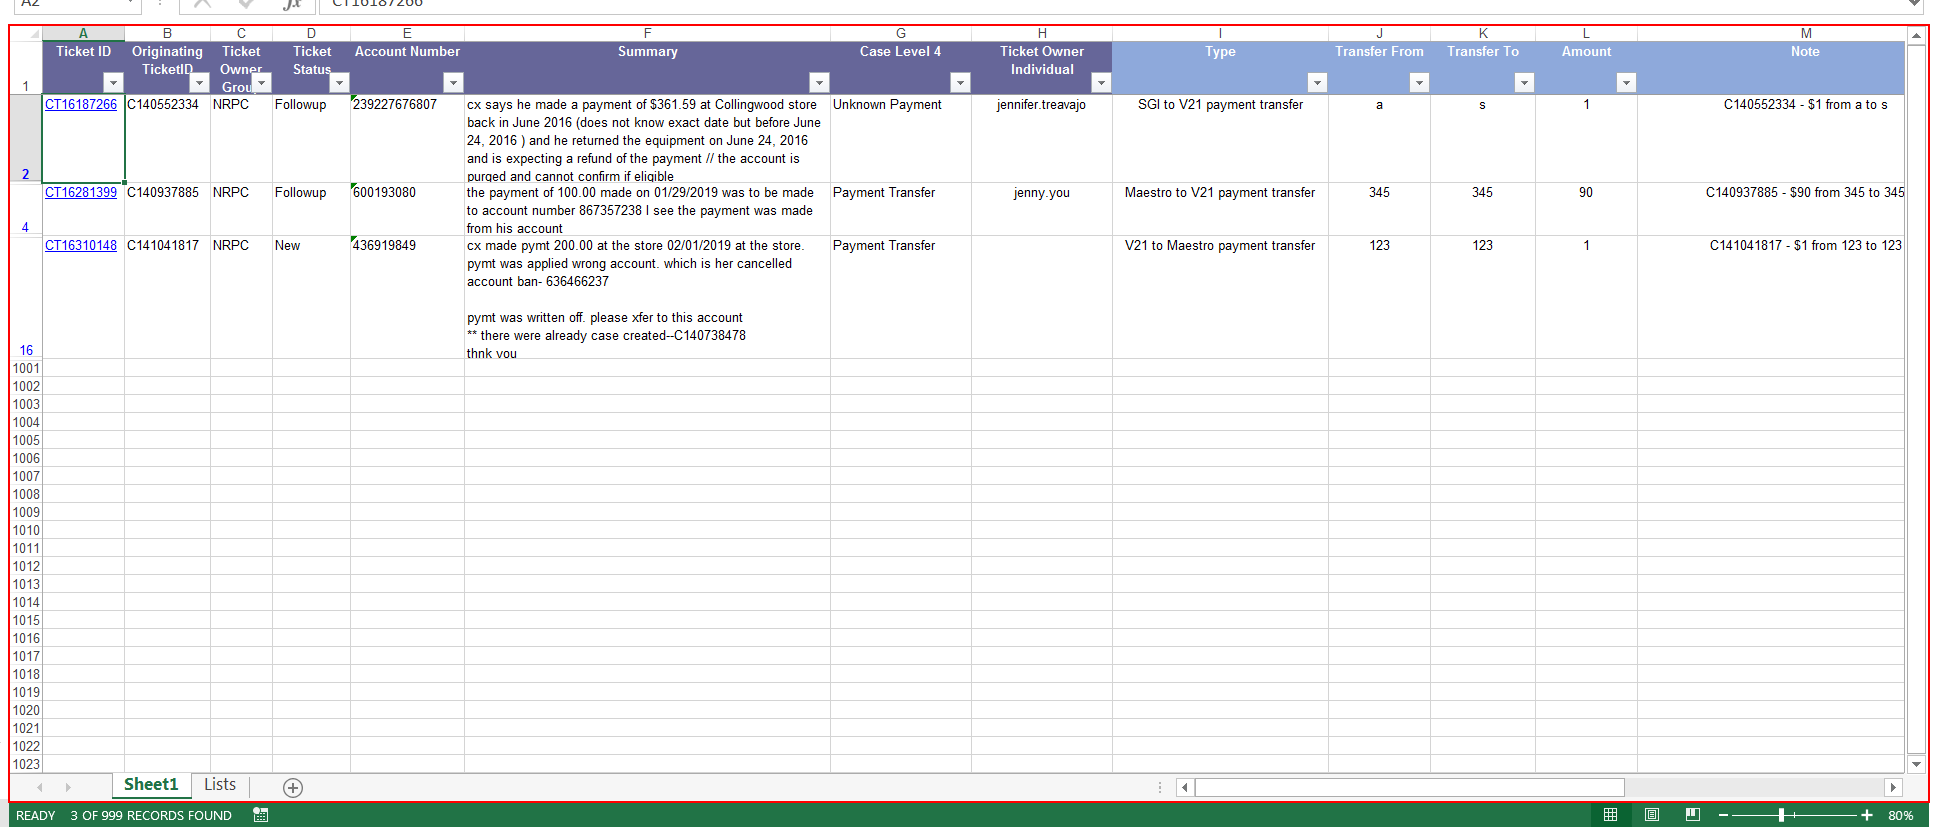 A2 fx CT16187266
A B C D E F G H I J K L M
1 Ticket ID Originating TicketID Ticket Owner Group Ticket Status Account Number Summary Case Level 4 Ticket Owner Individual Type Transfer From Transfer To Amount Note
2 CT16187266 C140552334 NRPC Followup 239227676807 cx says he made a payment of $361.59 at Collingwood store Unknown Payment jennifer.treavajo SGI to V21 payment transfer a s 1 C140552334 - $1 from a to s
back in June 2016 (does not know exact date but before June
24, 2016 ) and he returned the equipment on June 24, 2016
and is expecting a refund of the payment // the account is
purged and cannot confirm if eligible
4 CT16281399 C140937885 NRPC Followup 600193080 the payment of 100.00 made on 01/29/2019 was to be made Payment Transfer jenny.you Maestro to V21 payment transfer 345 345 90 C140937885 - $90 from 345 to 345
to account number 867357238 I see the payment was made
from his account
16 CT16310148 C141041817 NRPC New 436919849 cx made pymt 200.00 at the store 02/01/2019 at the store. Payment Transfer V21 to Maestro payment transfer 123 123 1 C141041817 - $1 from 123 to 123
pymt was applied wrong account. which is her cancelled
account ban- 636466237
pymt was written off. please xfer to this account
** there were already case created--C140738478
thnk you
1001
1002
1003
1004
1005
1006
1007
1008
1009
1010
1011
1012
1013
1014
1015
1016
1017
1018
1019
1020
1021
1022
1023
Sheet1 Lists
READY 3 OF 999 RECORDS FOUND 80%